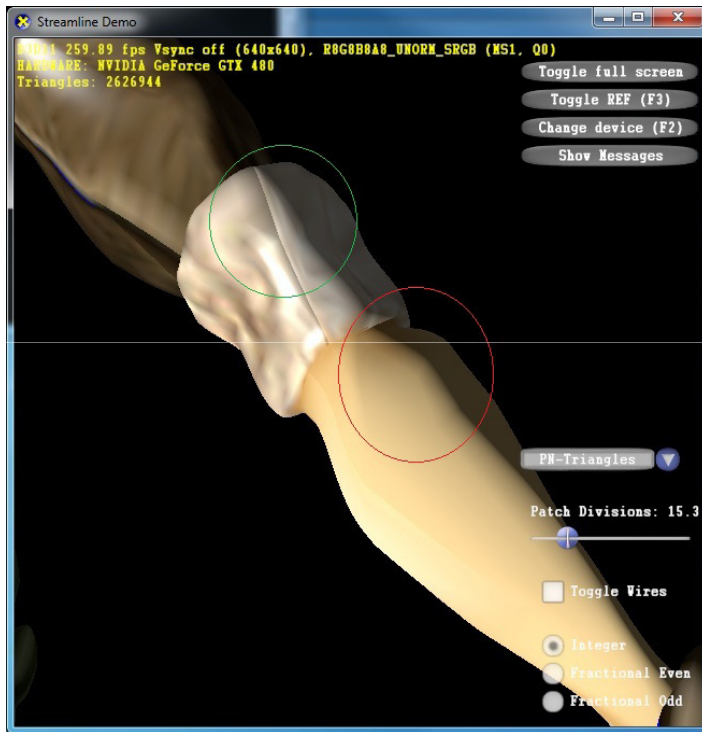 Streamline Demo
D3D11 259.89 fps Vsync off (640x640), R8G8B8A8_UNORM_SRGB (MS1, Q0)
HARDWARE: NVIDIA GeForce GTX 480
Triangles: 2626944
Toggle full screen
Toggle REF (F3)
Change device (F2)
Show Messages
PN-Triangles
Patch Divisions: 15.3
Toggle Wires
Integer
Fractional Even
Fractional Odd